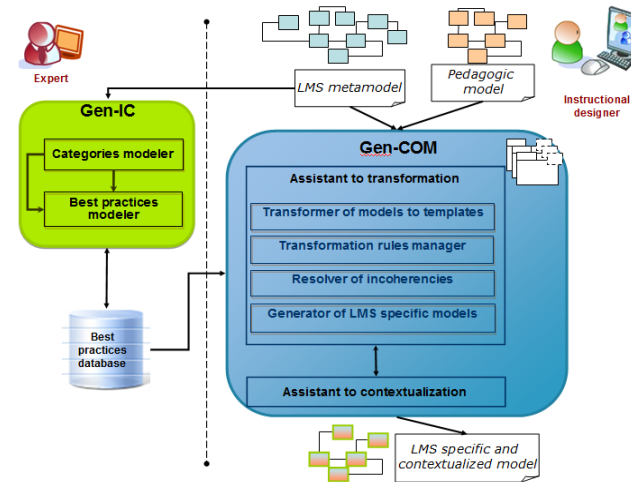 Expert
LMS metamodel
Pedagogic
model
Instructional
designer
Gen-IC
Categories modeler
Best practices
modeler
Best
practices
database
Gen-COM
Assistant to transformation
Transformer of models to templates
Transformation rules manager
Resolver of incoherencies
Generator of LMS specific models
Assistant to contextualization
LMS specific and
contextualized model